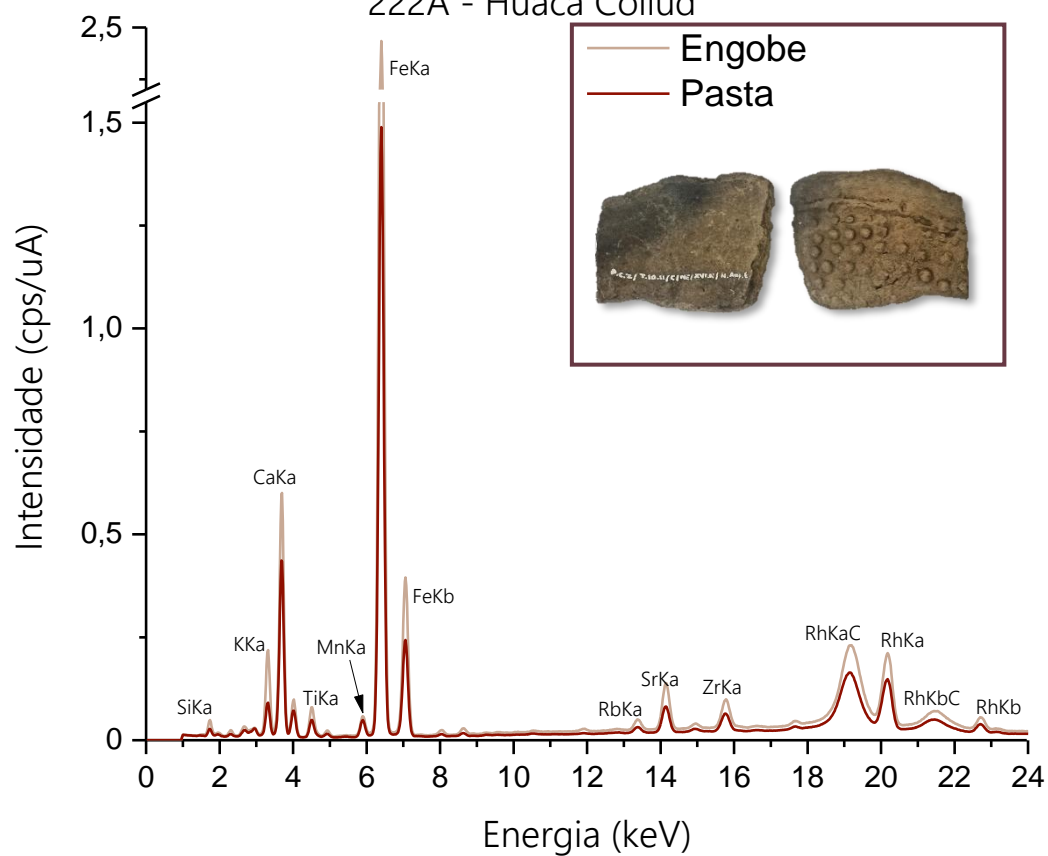 222A - Huaca Collud
Engobe
Pasta
2,5
1,5
1,0
0,5
0
Intensidade (cps/uA)
FeKa
CaKa
FeKb
KKa
MnKa
TiKa
SiKa
RhKaC
RhKa
SrKa
ZrKa
RbKa
RhKbC
RhKb
0 2 4 6 8 10 12 14 16 18 20 22 24
Energia (keV)